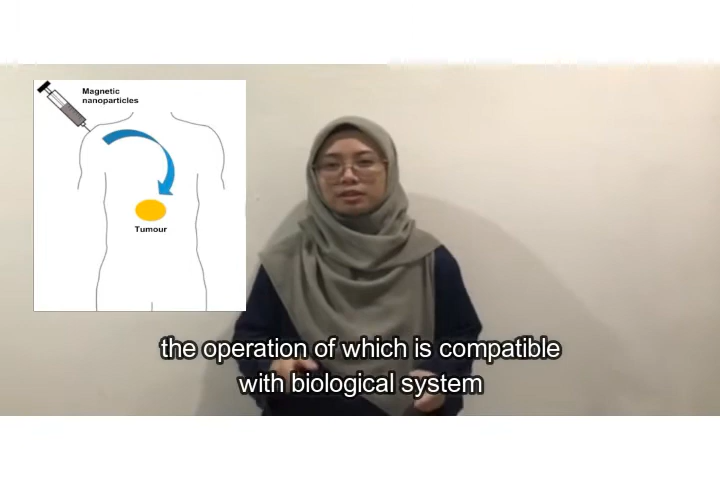 Magnetic
nanoparticles
Tumour
the operation of which is compatible
with biological system